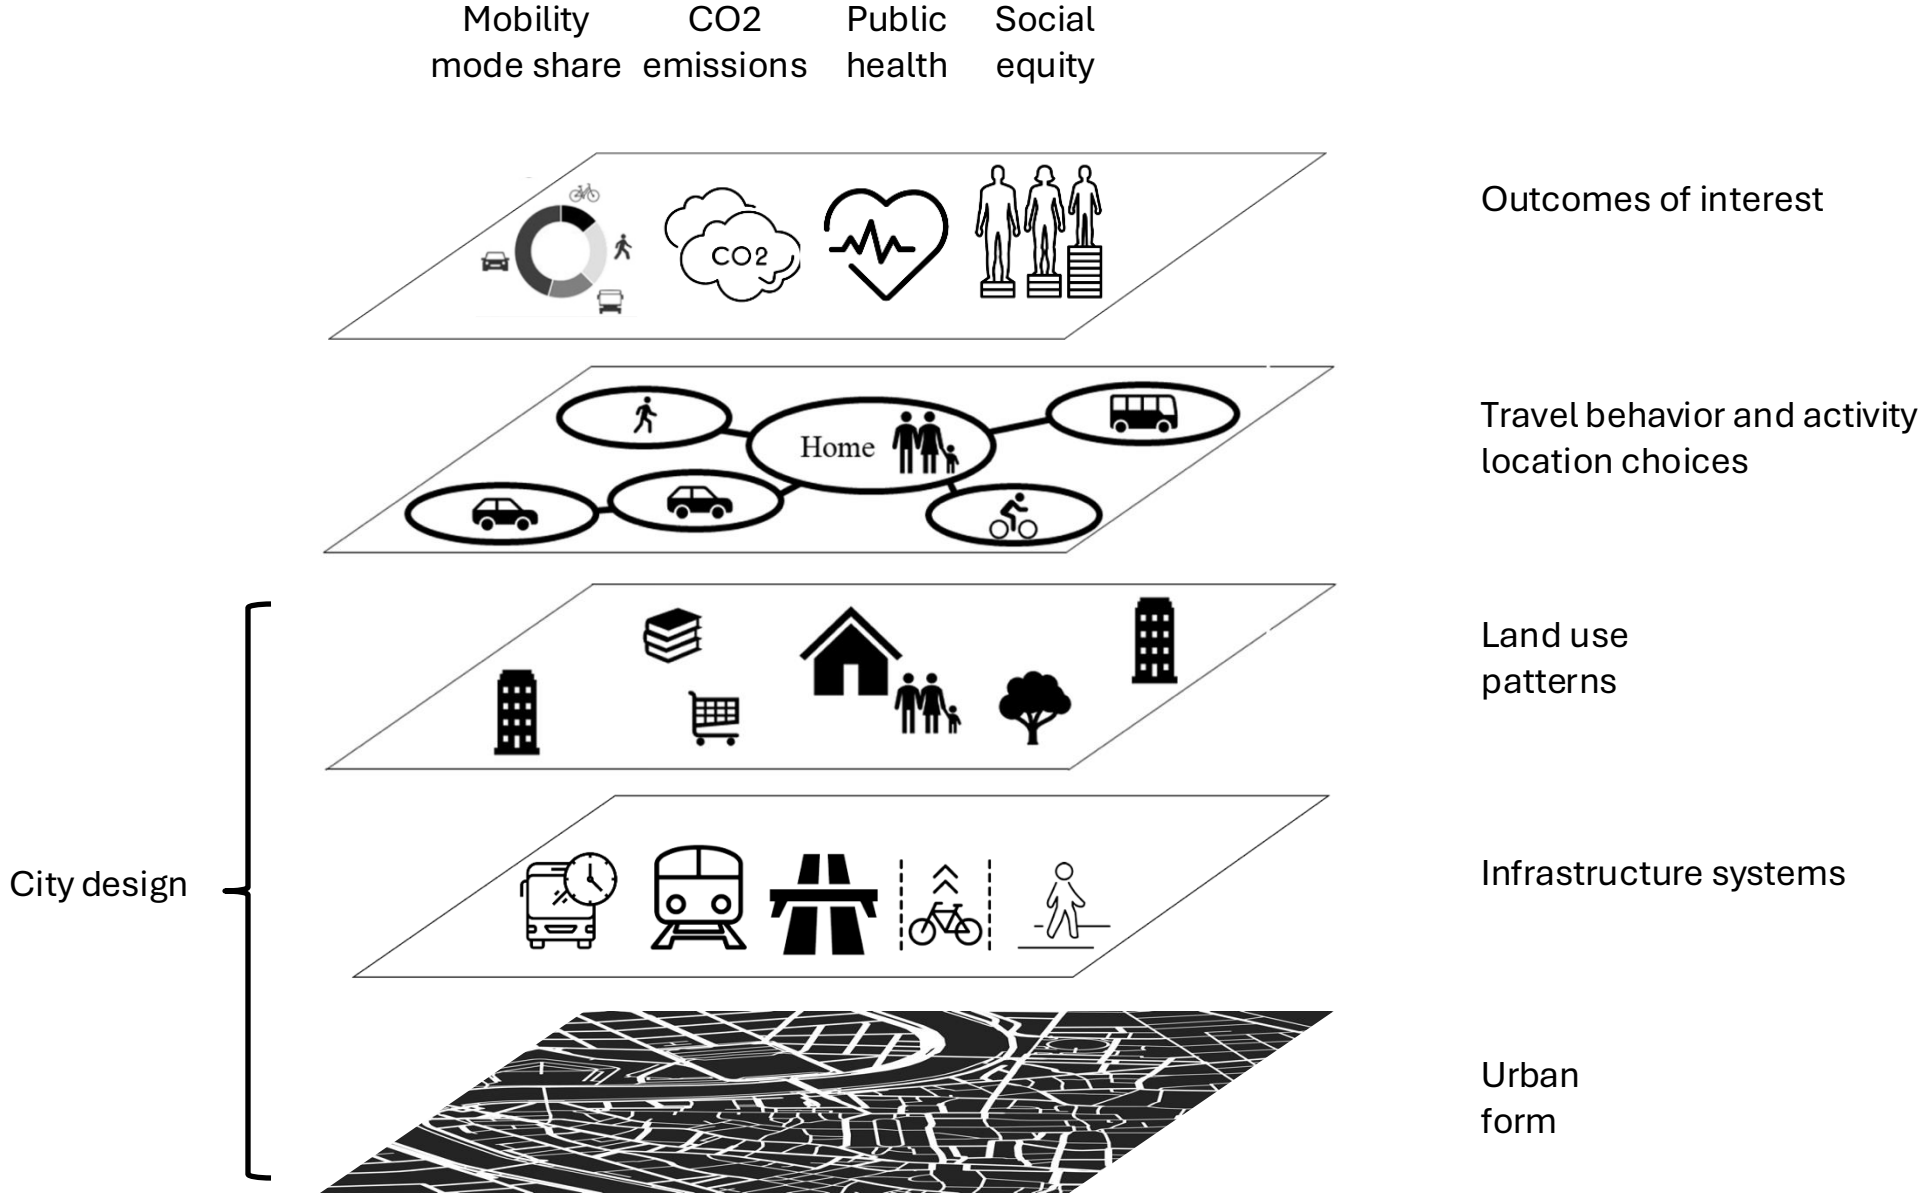 Mobility
mode share
CO2
emissions
Public
health
Social
equity
CO2
Outcomes of interest
Home
Travel behavior and activity
location choices
Land use
patterns
City design
Infrastructure systems
Urban
form